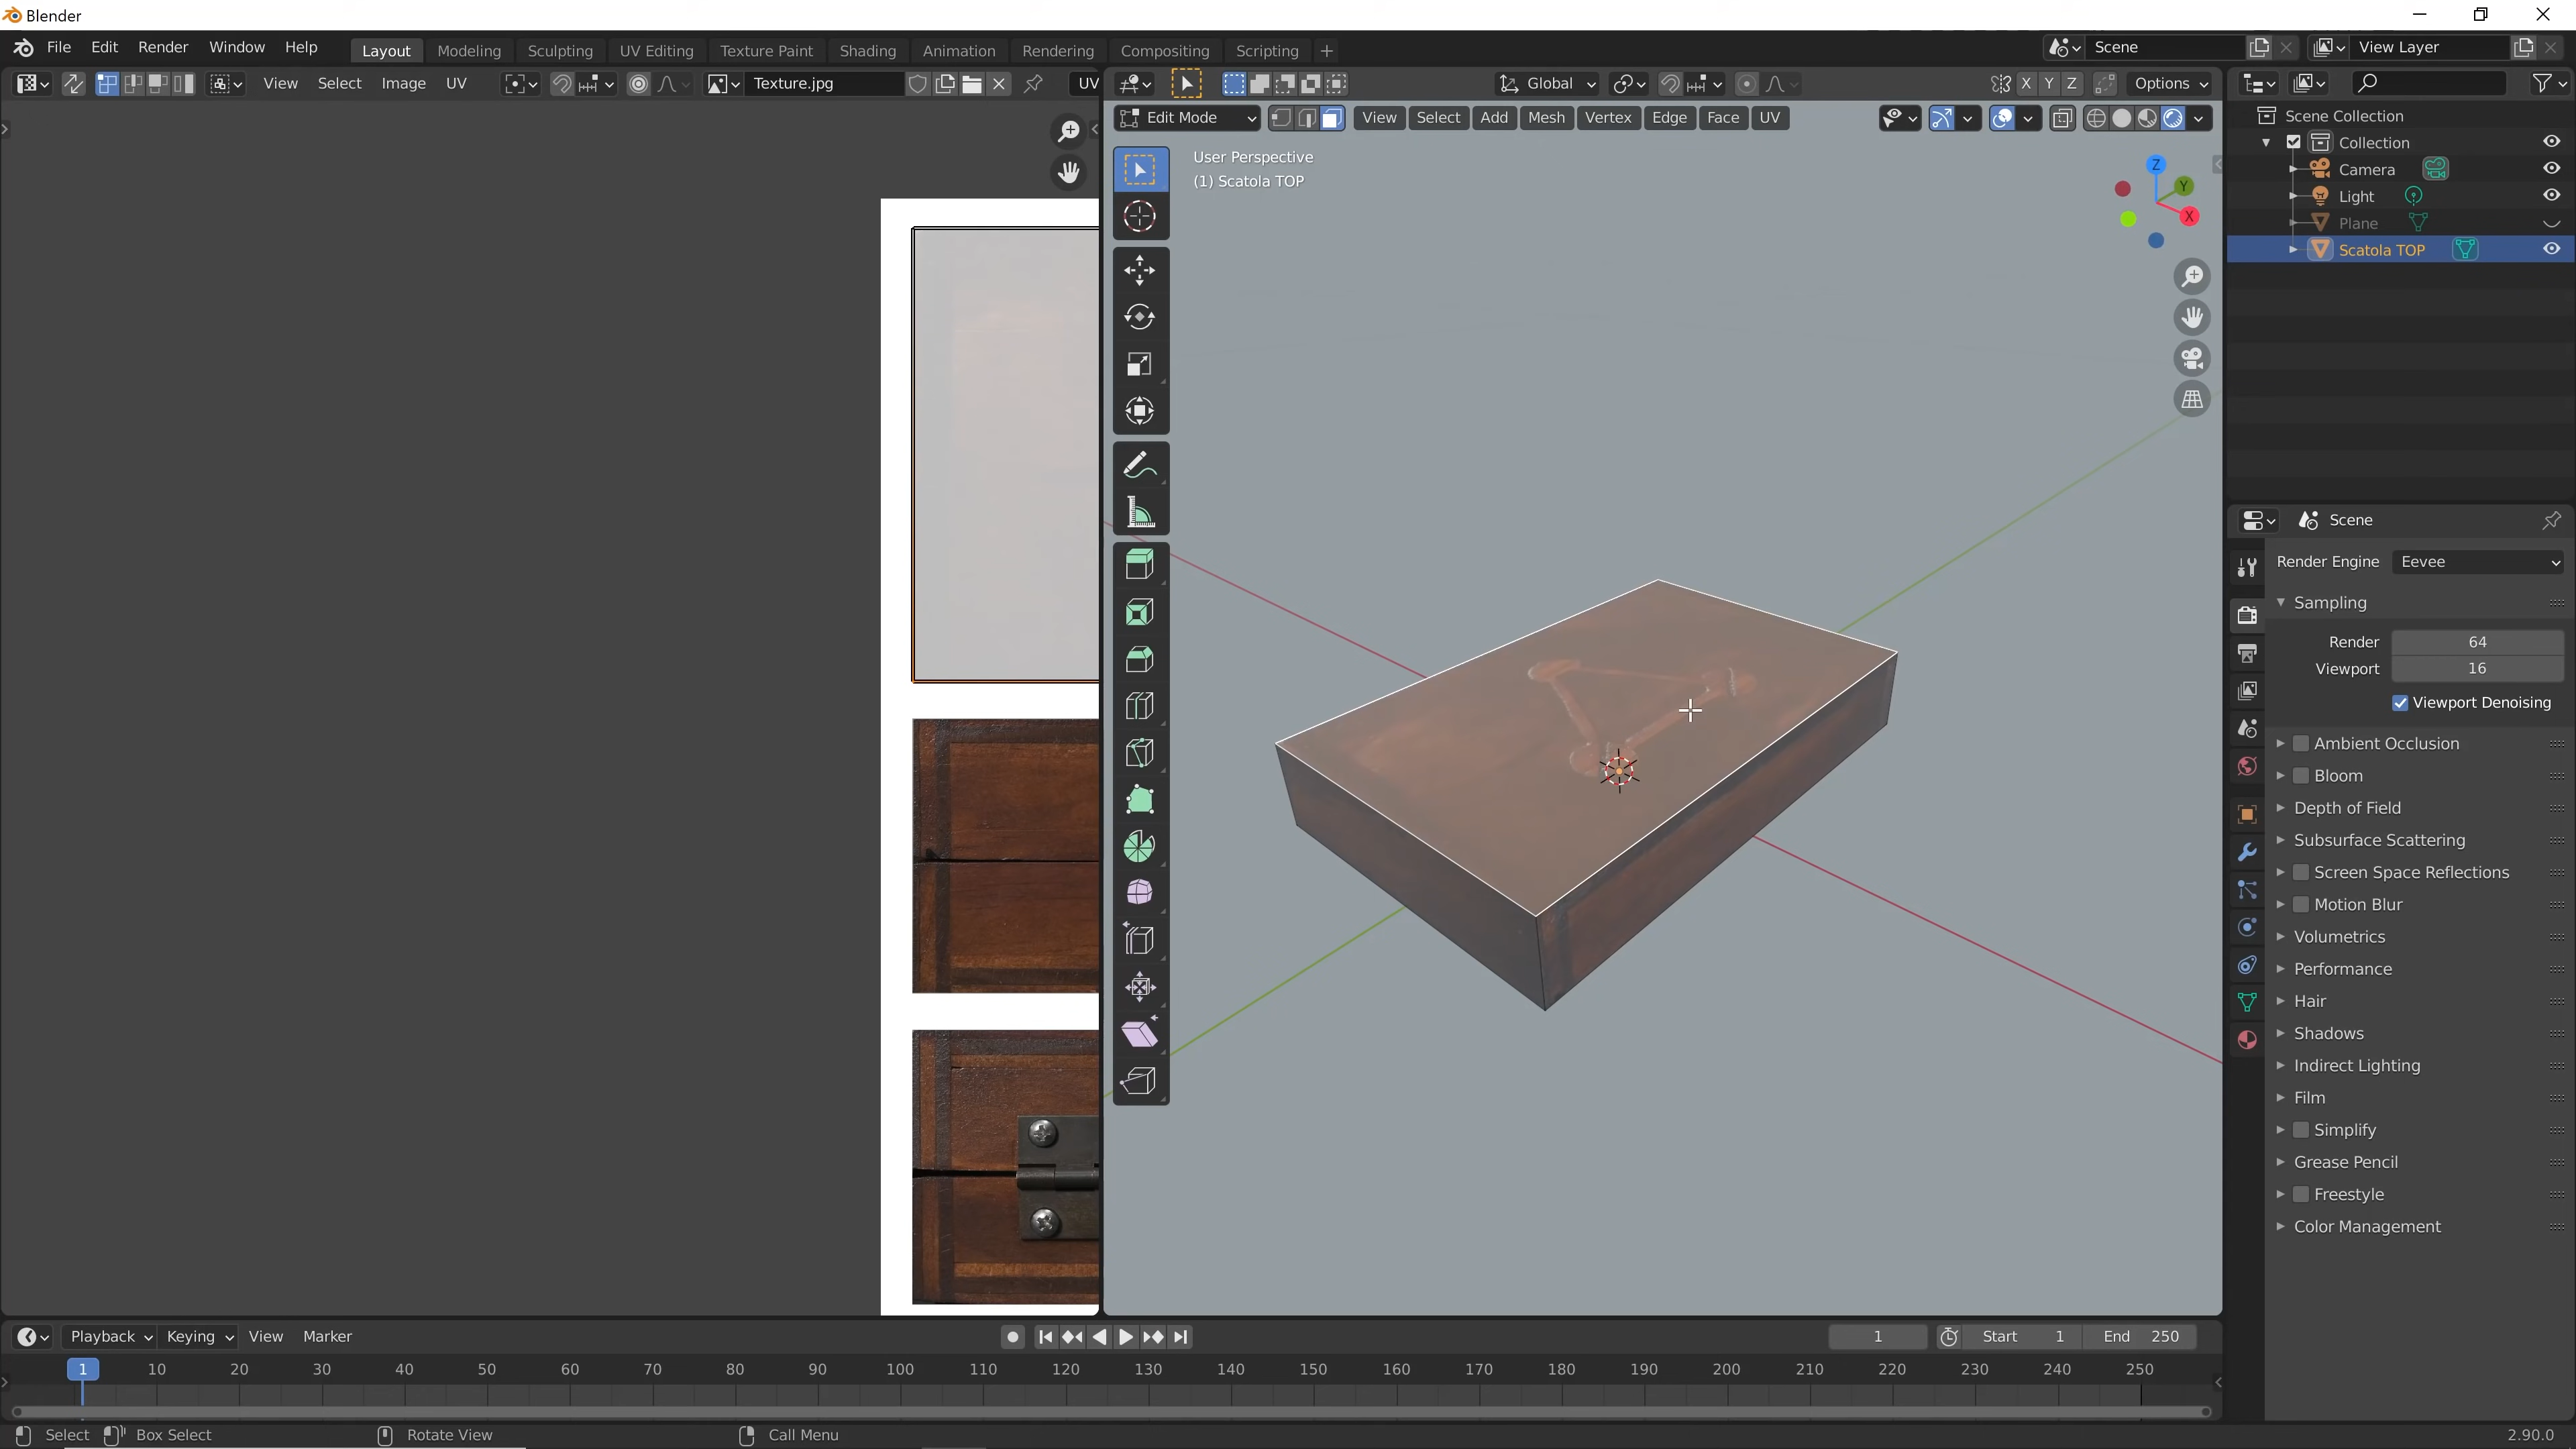 Blender
File Edit Render Window Help Layout Modeling Sculpting UV Editing Texture Paint Shading Animation Rendering Compositing Scripting + Scene View Layer
View Select Image UV Texture.jpg UV Global X Y Z Options
Edit Mode View Select Add Mesh Vertex Edge Face UV
User Perspective
(1) Scatola TOP
Z
Y
X
Scene Collection
Collection
Camera
Light
Plane
Scatola TOP
Scene
Render Engine Eevee
Sampling
Render 64
Viewport 16
Viewport Denoising
Ambient Occlusion
Bloom
Depth of Field
Subsurface Scattering
Screen Space Reflections
Motion Blur
Volumetrics
Performance
Hair
Shadows
Indirect Lighting
Film
Simplify
Grease Pencil
Freestyle
Color Management
Playback Keying View Marker 1 Start 1 End 250
1 10 20 30 40 50 60 70 80 90 100 110 120 130 140 150 160 170 180 190 200 210 220 230 240 250
Select Box Select Rotate View Call Menu 2.90.0